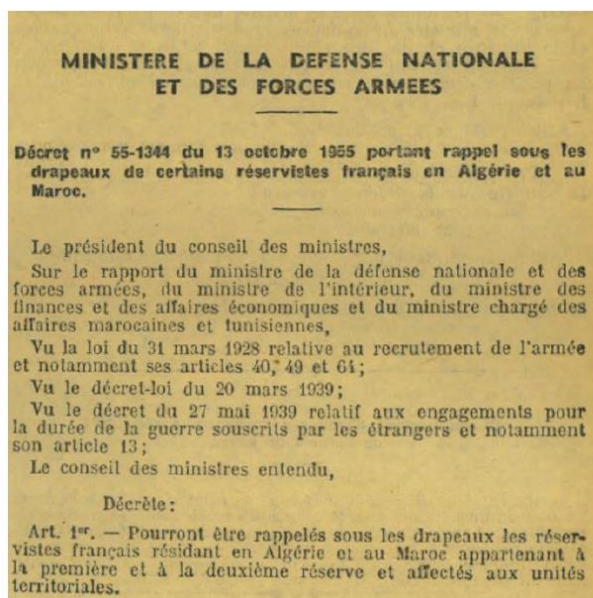 MINISTERE DE LA DEFENSE NATIONALE
ET DES FORCES ARMEES
Décret n° 55-1344 du 13 octobre 1955 portant rappel sous les
drapeaux de certains réservistes français en Algérie et au
Maroc.
Le président du conseil des ministres,
Sur le rapport du ministre de la défense nationale et des
forces armées, du ministre de l'intérieur, du ministre des
finances et des affaires économiques et du ministre chargé des
affaires marocaines et tunisiennes,
Vu la loi du 31 mars 1928 relative au recrutement de l'armée
et notamment ses articles 40, 49 et 61;
Vu le décret-loi du 20 mars 1939;
Vu le décret du 27 mai 1939 relatif aux engagements pour
la durée de la guerre souscrits par les étrangers et notamment
son article 13;
Le conseil des ministres entendu,
Décrète:
Art. 1er. — Pourront être rappelés sous les drapeaux les réser-
vistes français résidant en Algérie et au Maroc appartenant à
la première et à la deuxième réserve et affectés aux unités
territoriales.